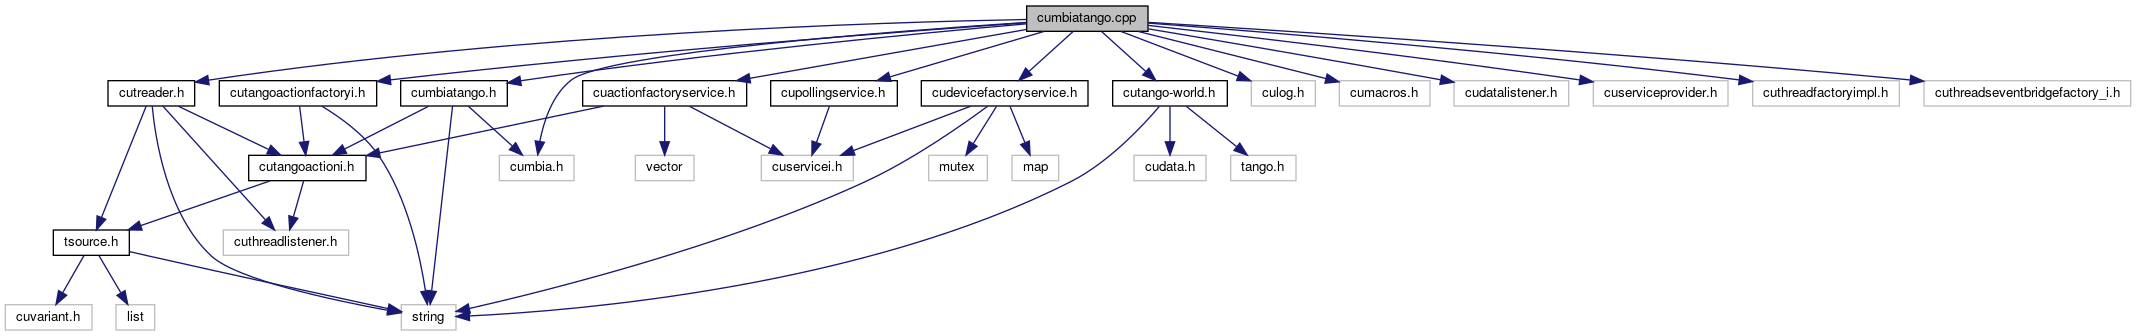 cumbiatango.cpp
cutreader.h
cutangoactionfactoryi.h
cumbiatango.h
cuactionfactoryservice.h
cupollingservice.h
cudevicefactoryservice.h
cutango-world.h
culog.h
cumacros.h
cudatalistener.h
cuserviceprovider.h
cuthreadfactoryimpl.h
cuthreadseventbridgefactory_i.h
cutangoactioni.h
cumbia.h
vector
cuservicei.h
mutex
map
cudata.h
tango.h
tsource.h
cuthreadlistener.h
cuvariant.h
list
string